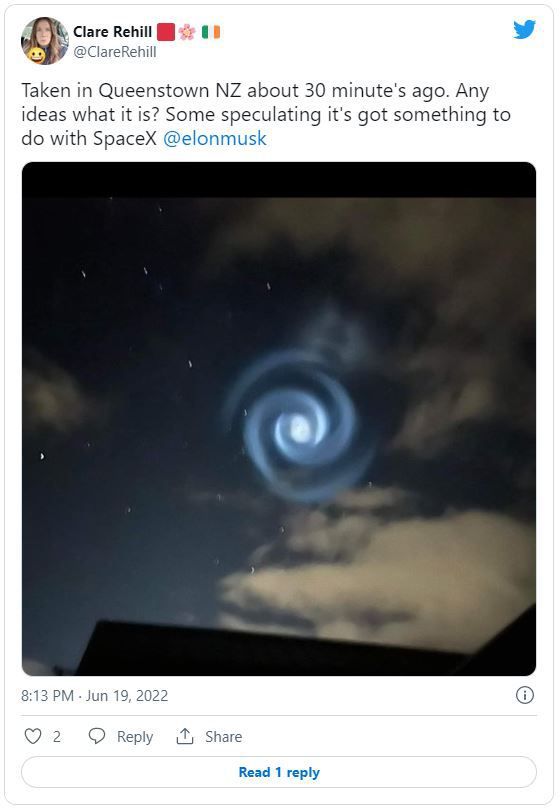 Clare Rehill
@ClareRehill
Taken in Queenstown NZ about 30 minute's ago. Any
ideas what it is? Some speculating it's got something to
do with SpaceX @elonmusk
8:13 PM · Jun 19, 2022
2 Reply Share
Read 1 reply